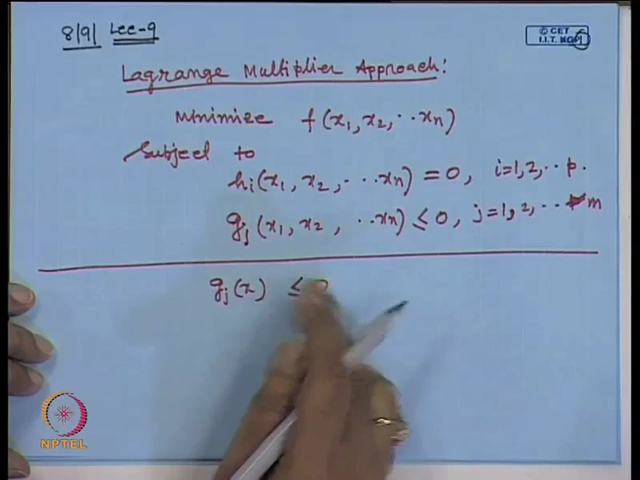 8/9/ Lec-9
© CET
I.I.T. KGP
Lagrange Multiplier Approach:
Minimize f(x₁, x₂, ··xₙ)
Subject to
hᵢ(x₁, x₂, ···xₙ) = 0, i=1,2,··p.
gⱼ(x₁, x₂, ··xₙ) ≤ 0, j=1,2,··m
gⱼ(x) ≤
NPTEL